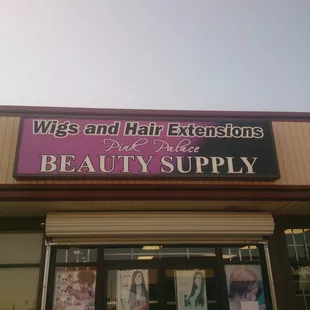 Wigs and Hair Extensions
Pink Palace
BEAUTY SUPPLY